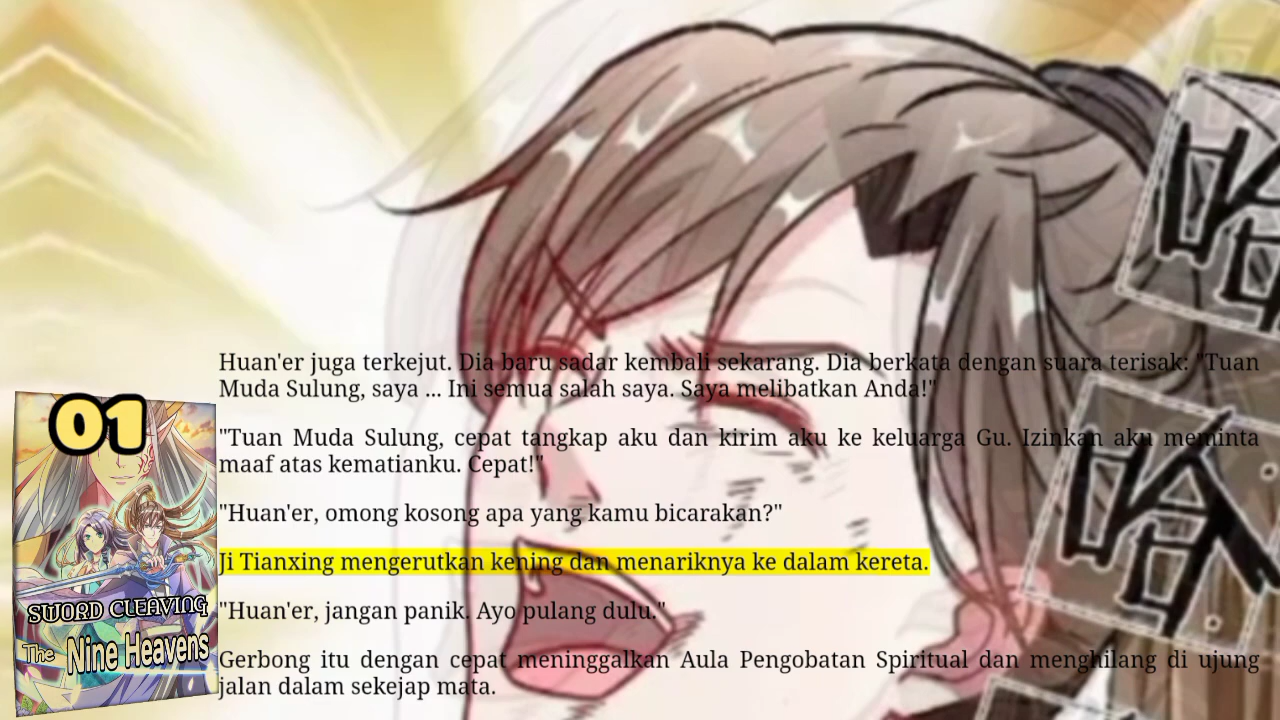 Huan'er juga terkejut. Dia baru sadar kembali sekarang. Dia berkata dengan suara terisak: "Tuan
Muda Sulung, saya ... Ini semua salah saya. Saya melibatkan Anda!"
"Tuan Muda Sulung, cepat tangkap aku dan kirim aku ke keluarga Gu. Izinkan aku meminta
maaf atas kematianku. Cepat!"
"Huan'er, omong kosong apa yang kamu bicarakan?"
Ji Tianxing mengerutkan kening dan menariknya ke dalam kereta.
"Huan'er, jangan panik. Ayo pulang dulu."
Gerbong itu dengan cepat meninggalkan Aula Pengobatan Spiritual dan menghilang di ujung
jalan dalam sekejap mata.
01
SWORD CLEAVING
The Nine Heavens
哈
哈